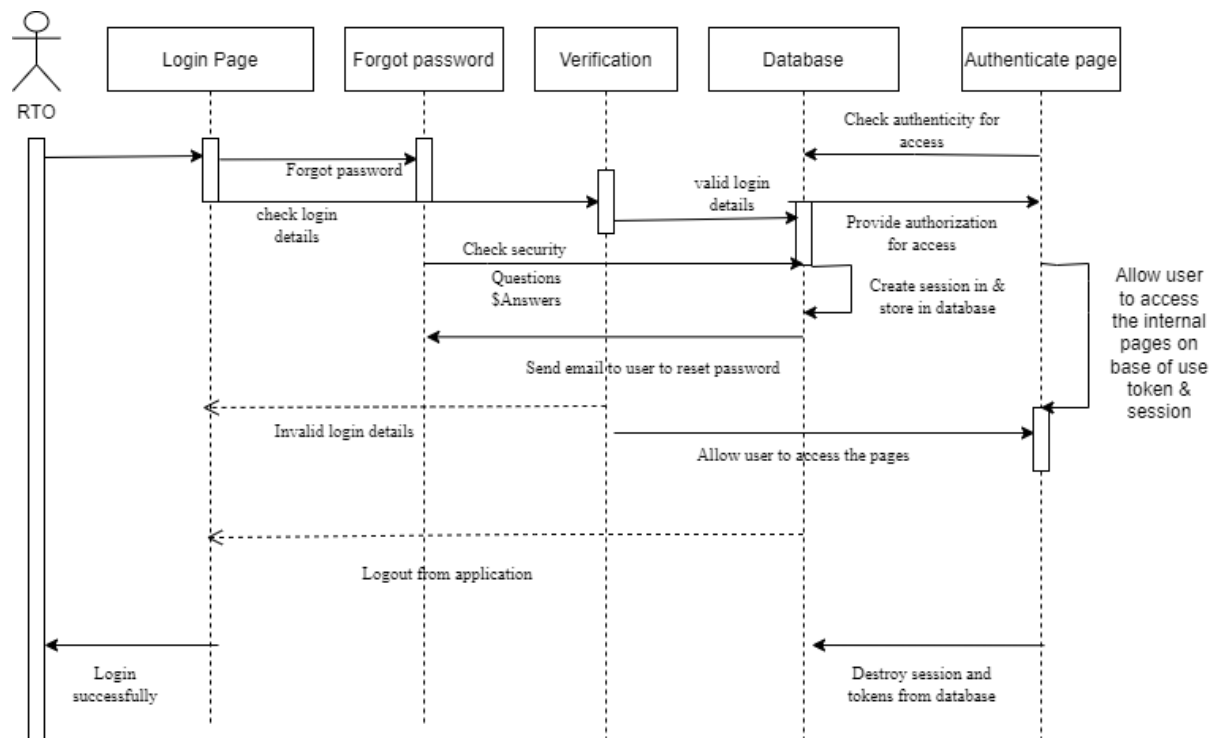 Login Page
Forgot password
Verification
Database
Authenticate page
RTO
Check authenticity for
access
Forgot password
valid login
details
check login
details
Provide authorization
for access
Check security
Questions
$Answers
Create session in &
store in database
Allow user
to access
the internal
pages on
base of use
token &
session
Send email to user to reset password
Invalid login details
Allow user to access the pages
Logout from application
Login
successfully
Destroy session and
tokens from database